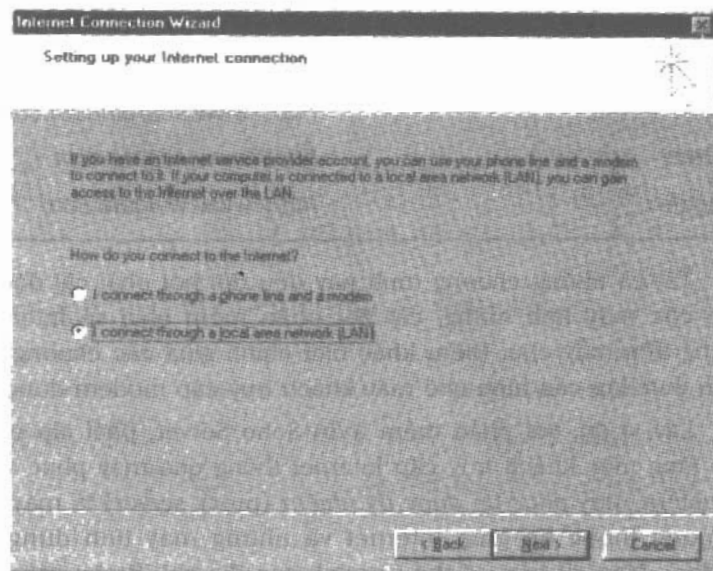 Internet Connection Wizard
Setting up your Internet connection
If you have an Internet service provider account, you can use your phone line and a modem
to connect to it. If your computer is connected to a local area network (LAN), you can gain
access to the Internet over the LAN.
How do you connect to the Internet?
I connect through a phone line and a modem
I connect through a local area network (LAN)
< Back
Next >
Cancel